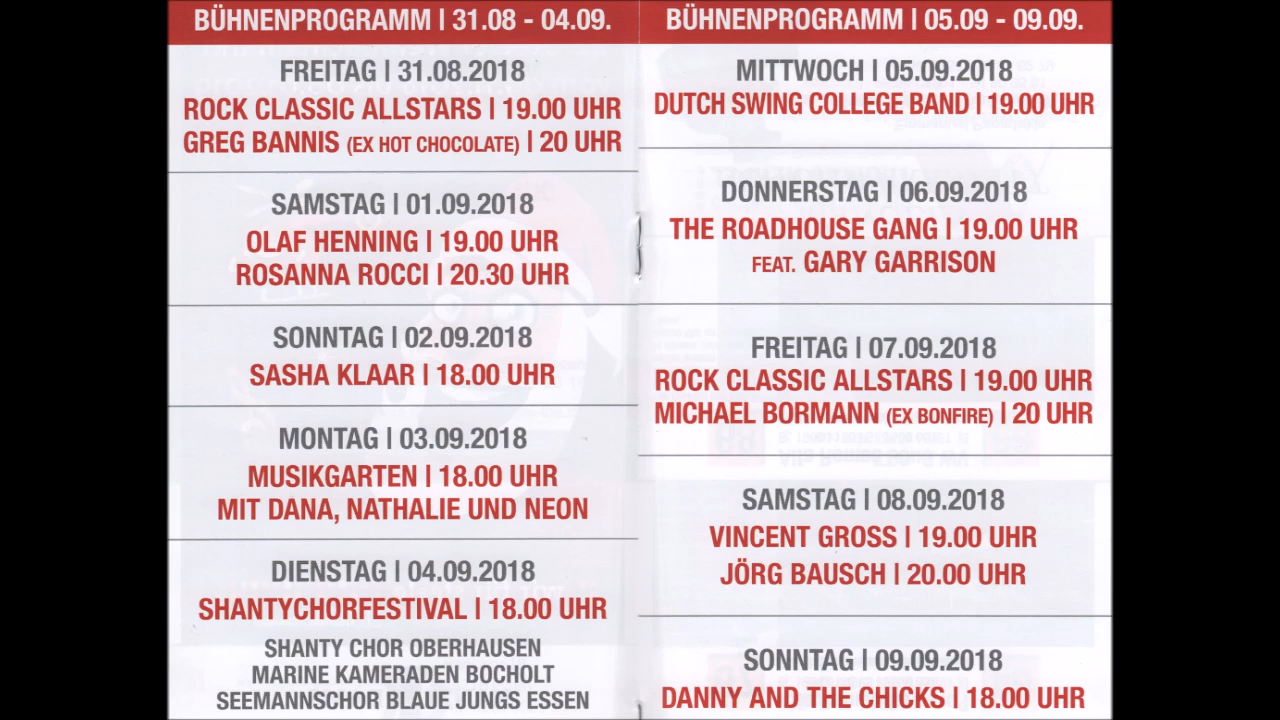 BÜHNENPROGRAMM | 31.08 - 04.09.
FREITAG | 31.08.2018
ROCK CLASSIC ALLSTARS | 19.00 UHR
GREG BANNIS (EX HOT CHOCOLATE) | 20 UHR
SAMSTAG | 01.09.2018
OLAF HENNING | 19.00 UHR
ROSANNA ROCCI | 20.30 UHR
SONNTAG | 02.09.2018
SASHA KLAAR | 18.00 UHR
MONTAG | 03.09.2018
MUSIKGARTEN | 18.00 UHR
MIT DANA, NATHALIE UND NEON
DIENSTAG | 04.09.2018
SHANTYCHORFESTIVAL | 18.00 UHR
SHANTY CHOR OBERHAUSEN
MARINE KAMERADEN BOCHOLT
SEEMANNSCHOR BLAUE JUNGS ESSEN
BÜHNENPROGRAMM | 05.09 - 09.09.
MITTWOCH | 05.09.2018
DUTCH SWING COLLEGE BAND | 19.00 UHR
DONNERSTAG | 06.09.2018
THE ROADHOUSE GANG | 19.00 UHR
FEAT. GARY GARRISON
FREITAG | 07.09.2018
ROCK CLASSIC ALLSTARS | 19.00 UHR
MICHAEL BORMANN (EX BONFIRE) | 20 UHR
SAMSTAG | 08.09.2018
VINCENT GROSS | 19.00 UHR
JÖRG BAUSCH | 20.00 UHR
SONNTAG | 09.09.2018
DANNY AND THE CHICKS | 18.00 UHR